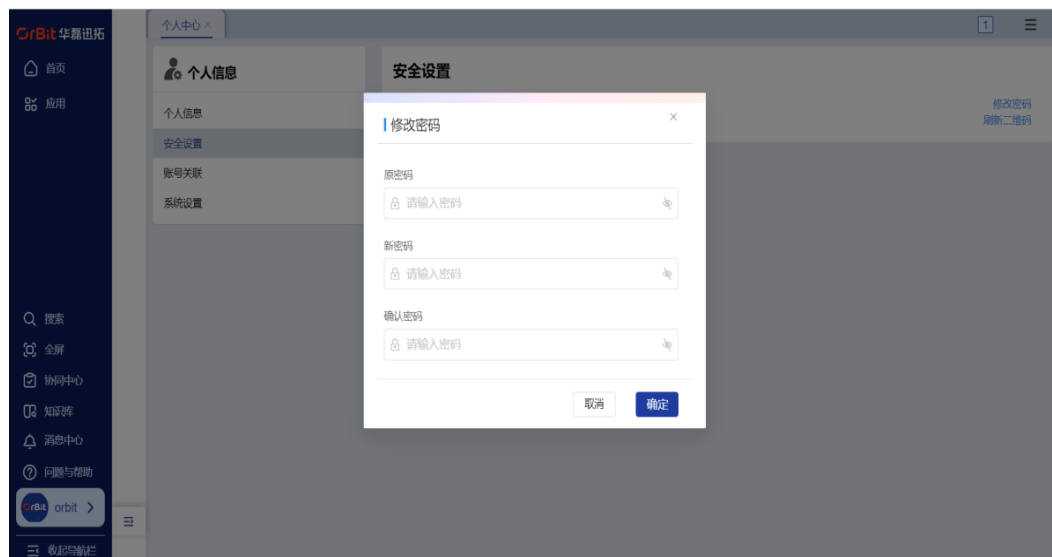 OrBit 华磊迅拓
首页
应用
搜索
全屏
协同中心
知识库
消息中心
问题与帮助
OrBit orbit
收起导航栏
个人中心
1
个人信息
个人信息
安全设置
账号关联
系统设置
安全设置
修改密码
刷新二维码
修改密码
原密码
请输入密码
新密码
请输入密码
确认密码
请输入密码
取消 确定